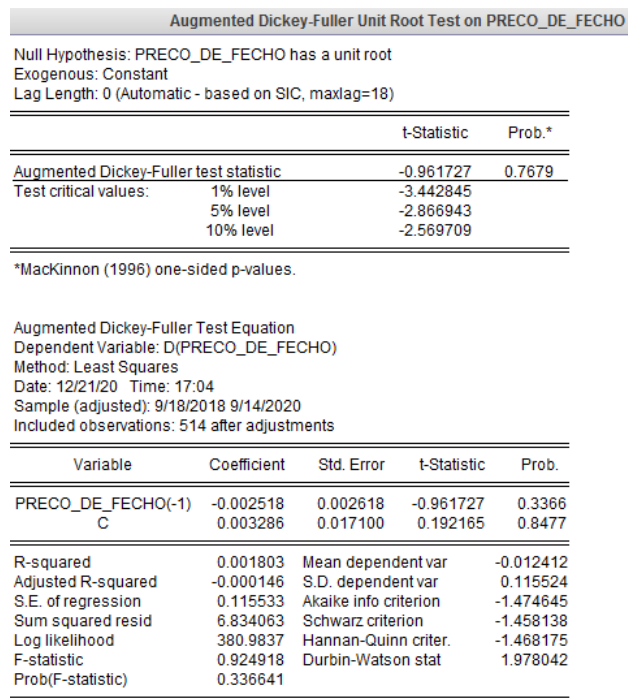 Augmented Dickey-Fuller Unit Root Test on PRECO_DE_FECHO
Null Hypothesis: PRECO_DE_FECHO has a unit root
Exogenous: Constant
Lag Length: 0 (Automatic - based on SIC, maxlag=18)
t-Statistic Prob.*
Augmented Dickey-Fuller test statistic -0.961727 0.7679
Test critical values: 1% level -3.442845
5% level -2.866943
10% level -2.569709
*MacKinnon (1996) one-sided p-values.
Augmented Dickey-Fuller Test Equation
Dependent Variable: D(PRECO_DE_FECHO)
Method: Least Squares
Date: 12/21/20 Time: 17:04
Sample (adjusted): 9/18/2018 9/14/2020
Included observations: 514 after adjustments
Variable Coefficient Std. Error t-Statistic Prob.
PRECO_DE_FECHO(-1) -0.002518 0.002618 -0.961727 0.3366
C 0.003286 0.017100 0.192165 0.8477
R-squared 0.001803 Mean dependent var -0.012412
Adjusted R-squared -0.000146 S.D. dependent var 0.115524
S.E. of regression 0.115533 Akaike info criterion -1.474645
Sum squared resid 6.834063 Schwarz criterion -1.458138
Log likelihood 380.9837 Hannan-Quinn criter. -1.468175
F-statistic 0.924918 Durbin-Watson stat 1.978042
Prob(F-statistic) 0.336641